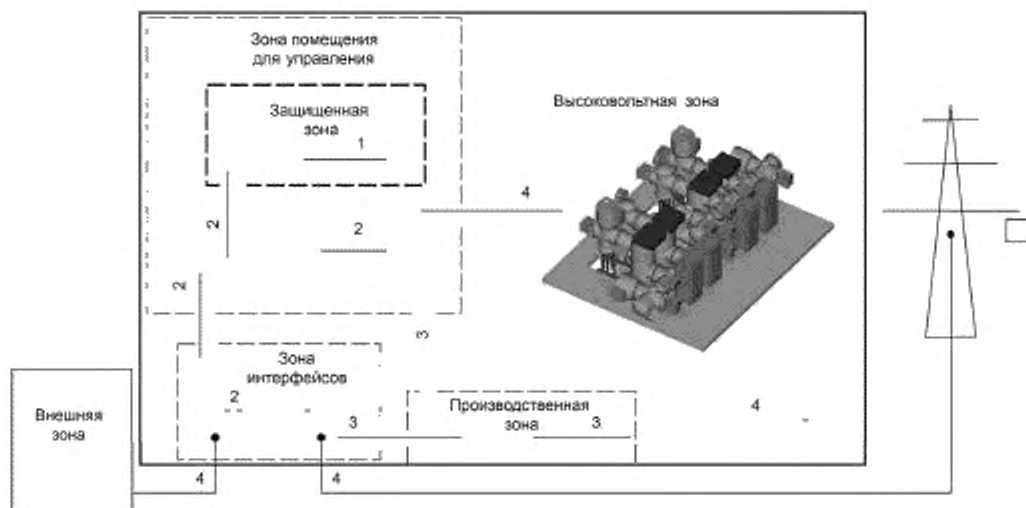 Зона помещения
для управления
Защищенная
зона
1
Высоковольтная зона
2
2
4
2
3
Зона
интерфейсов
2
Внешняя
зона
3
Производственная
зона
3
4
4
4